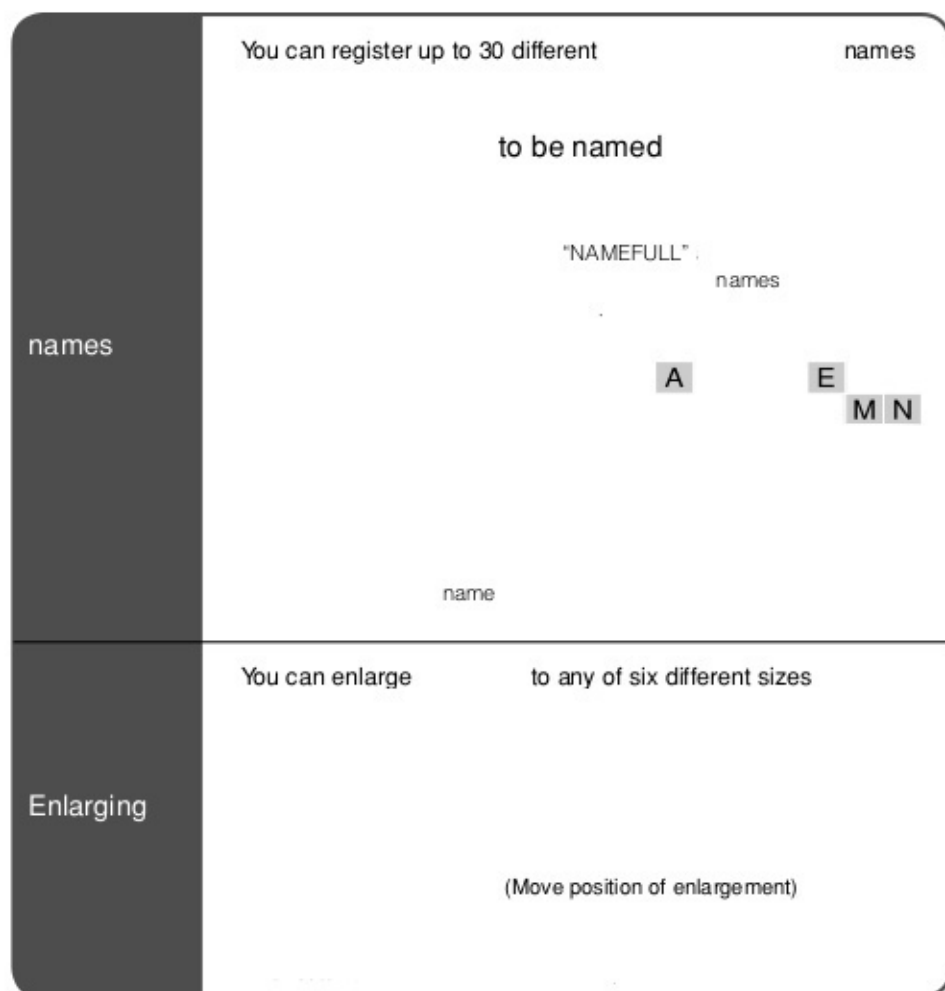 You can register up to 30 different names
to be named
“NAMEFULL”
names
names
A E
M N
name
You can enlarge to any of six different sizes
Enlarging
(Move position of enlargement)